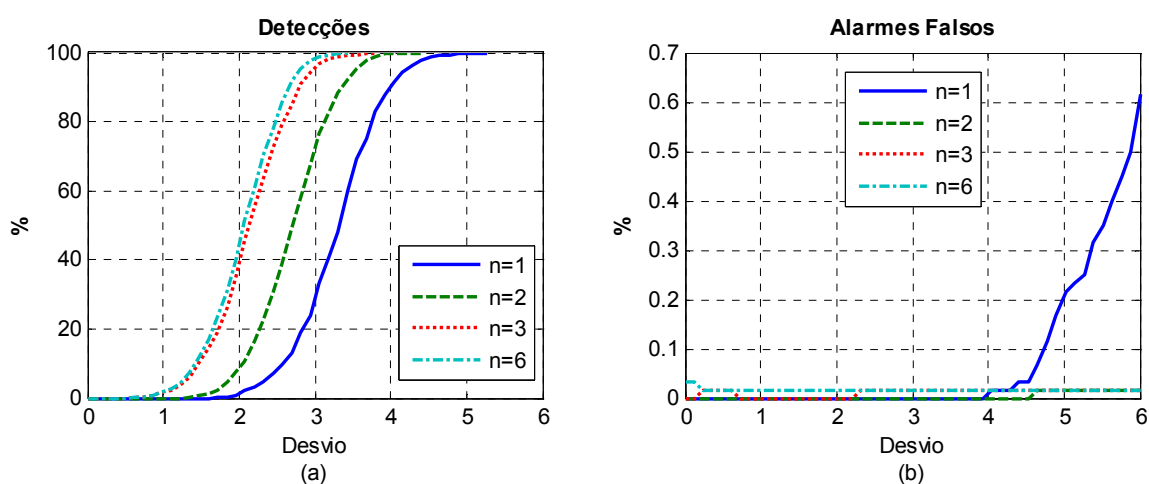 Detecções
%
100
80
60
40
20
0
0 1 2 3 4 5 6
n=1
n=2
n=3
n=6
Desvio
(a)
Alarmes Falsos
%
0.7
0.6
0.5
0.4
0.3
0.2
0.1
0
0 1 2 3 4 5 6
n=1
n=2
n=3
n=6
Desvio
(b)